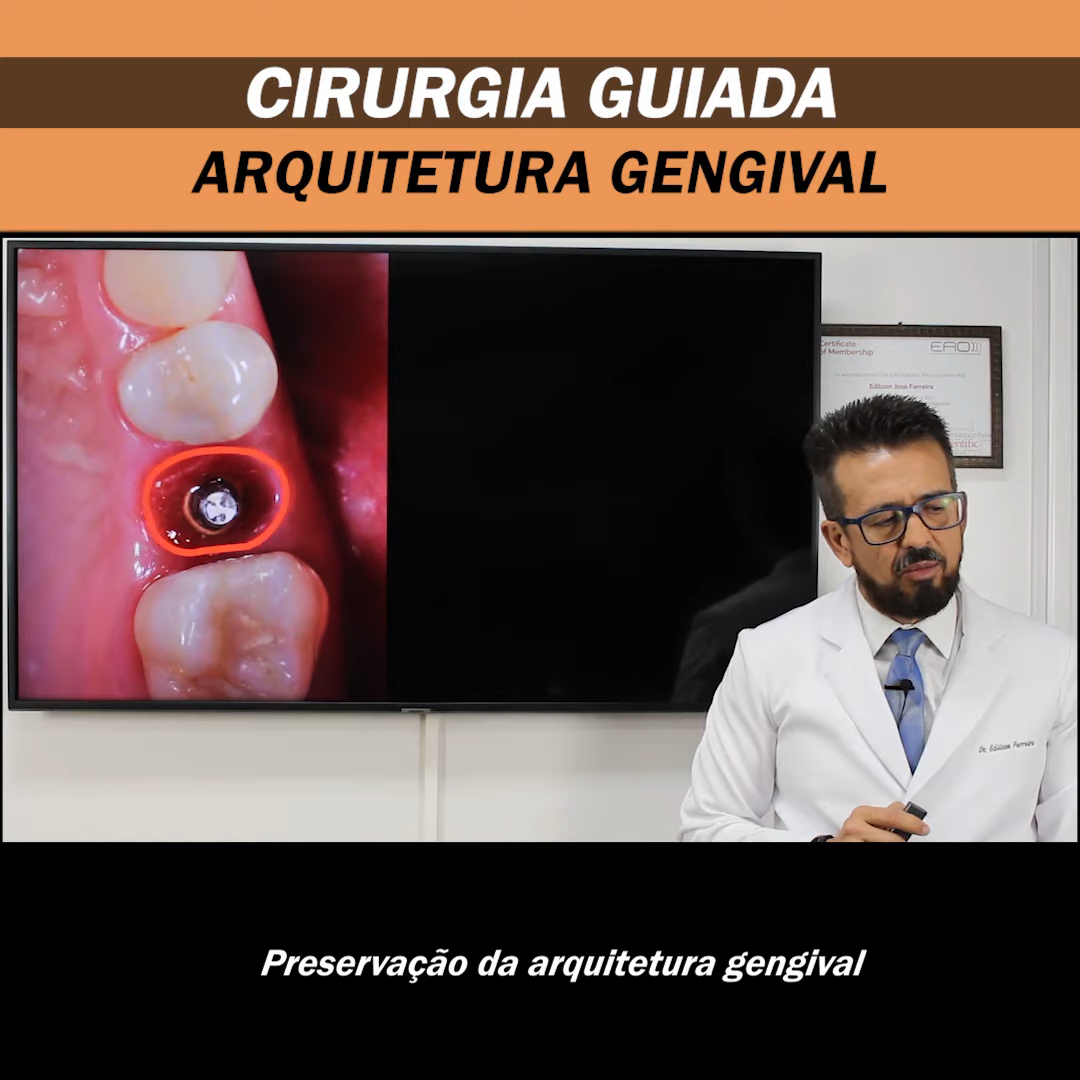 CIRURGIA GUIADA
ARQUITETURA GENGIVAL
Certificate
of Membership
EAO
Edilson José Ferreira
Dr. Edilson Ferreira
Preservação da arquitetura gengival